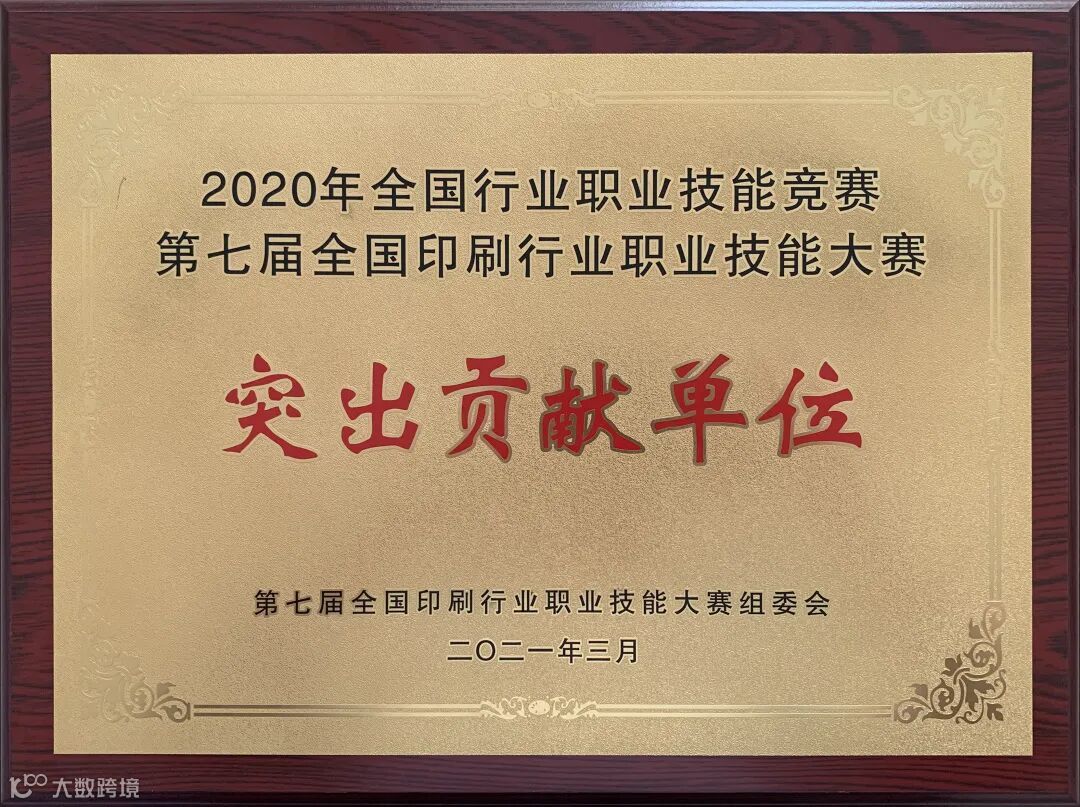 2020年全国行业职业技能竞赛
第七届全国印刷行业职业技能大赛
突出贡献单位
第七届全国印刷行业职业技能大赛组委会
二〇二一年三月
大数跨境